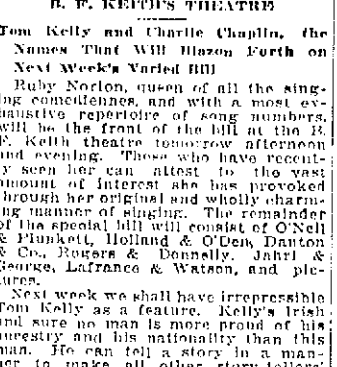 B. F. KEITH'S THEATRE
Tom Kelly and Charlie Chaplin, the
Names That Will Blazon Forth on
Next Week's Varied Bill
Ruby Norton, queen of all the sing-
ing comediennes, and with a most ex-
haustive repertoire of song numbers,
will be the front of the bill at the B.
F. Keith theatre tomorrow afternoon
and evening. Those who have recent-
ly seen her can attest to the vast
amount of interest she has provoked
through her original and wholly charm-
ing manner of singing. The remainder
of the special bill will consist of O'Neil
& Plunkett, Holland & O'Den, Danton
& Co., Rogers & Donnelly, Jahrl &
George, Lafrance & Watson, and pic-
tures.
Next week we shall have irrepressible
Tom Kelly as a feature. Kelly's Irish
and sure no man is more proud of his
ancestry and his nationality than this
man. He can tell a story in a man-
ner to make all other story-tellers'